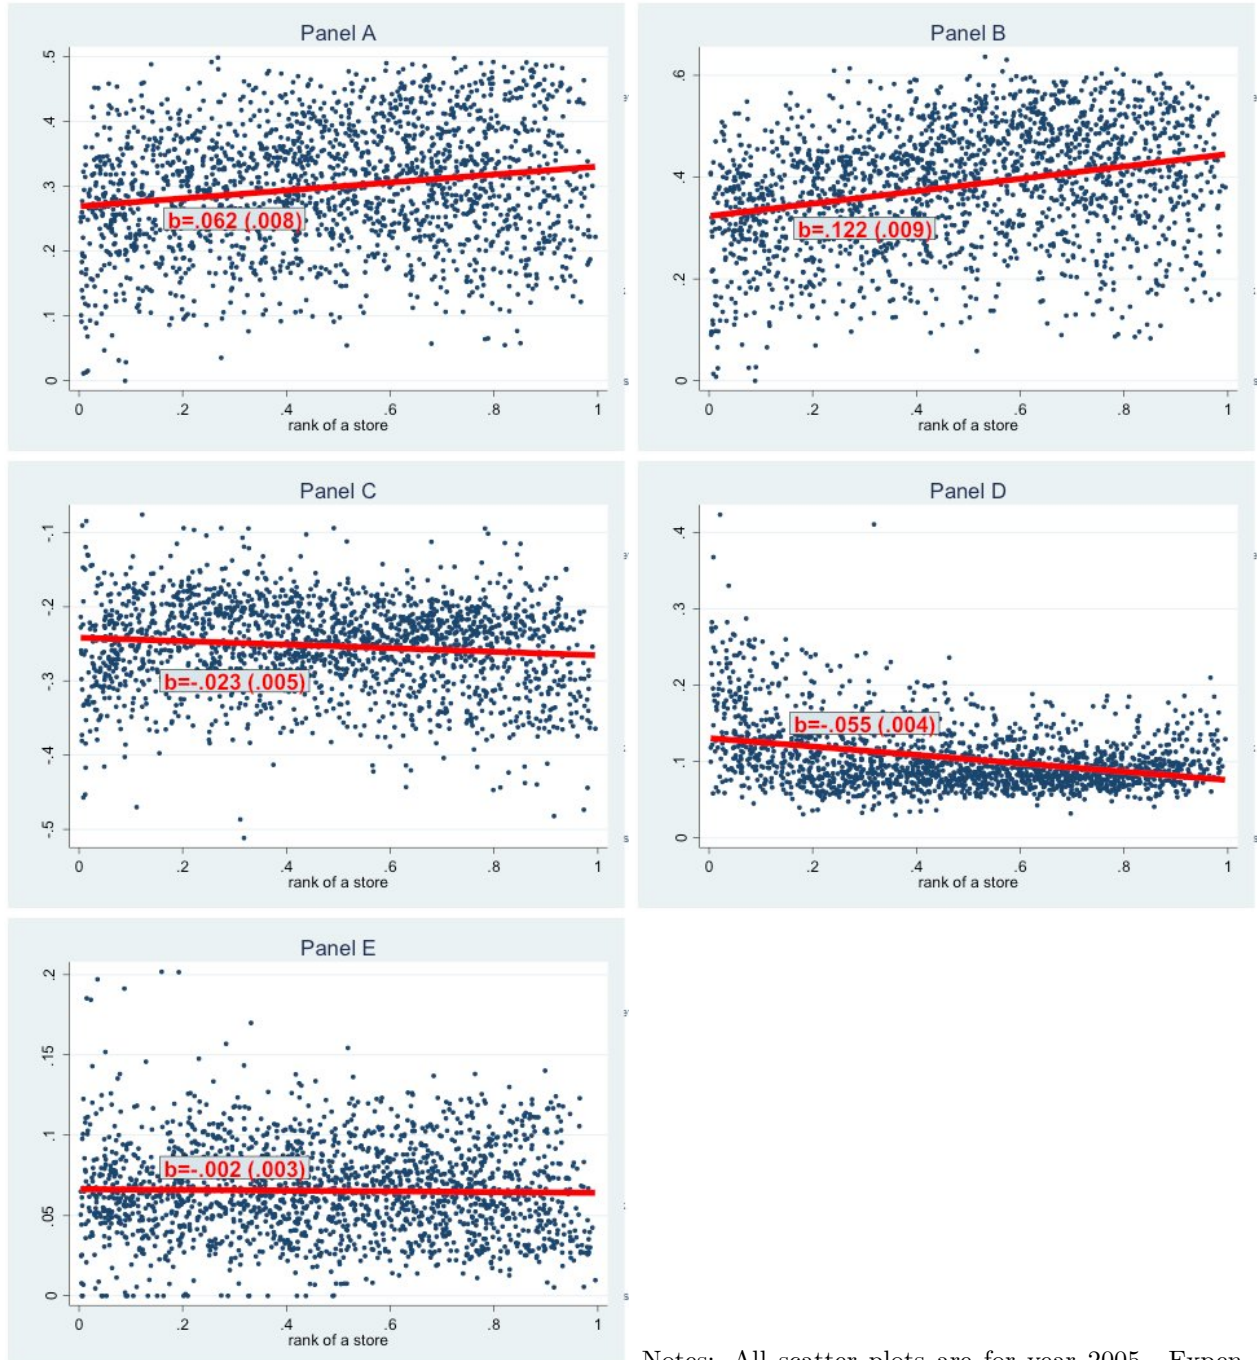 Panel A
.5
.4
.3
.2
.1
0
b=.062 (.008)
0 .2 .4 .6 .8 1
rank of a store
Panel B
.6
.4
.2
0
b=.122 (.009)
0 .2 .4 .6 .8 1
rank of a store
Panel C
-.1
-.2
-.3
-.4
-.5
b=-.023 (.005)
0 .2 .4 .6 .8 1
rank of a store
Panel D
.4
.3
.2
.1
0
b=-.055 (.004)
0 .2 .4 .6 .8 1
rank of a store
Panel E
.2
.15
.1
.05
0
b=-.002 (.003)
0 .2 .4 .6 .8 1
rank of a store
Notes: All scatter plots are for year 2005. Expen